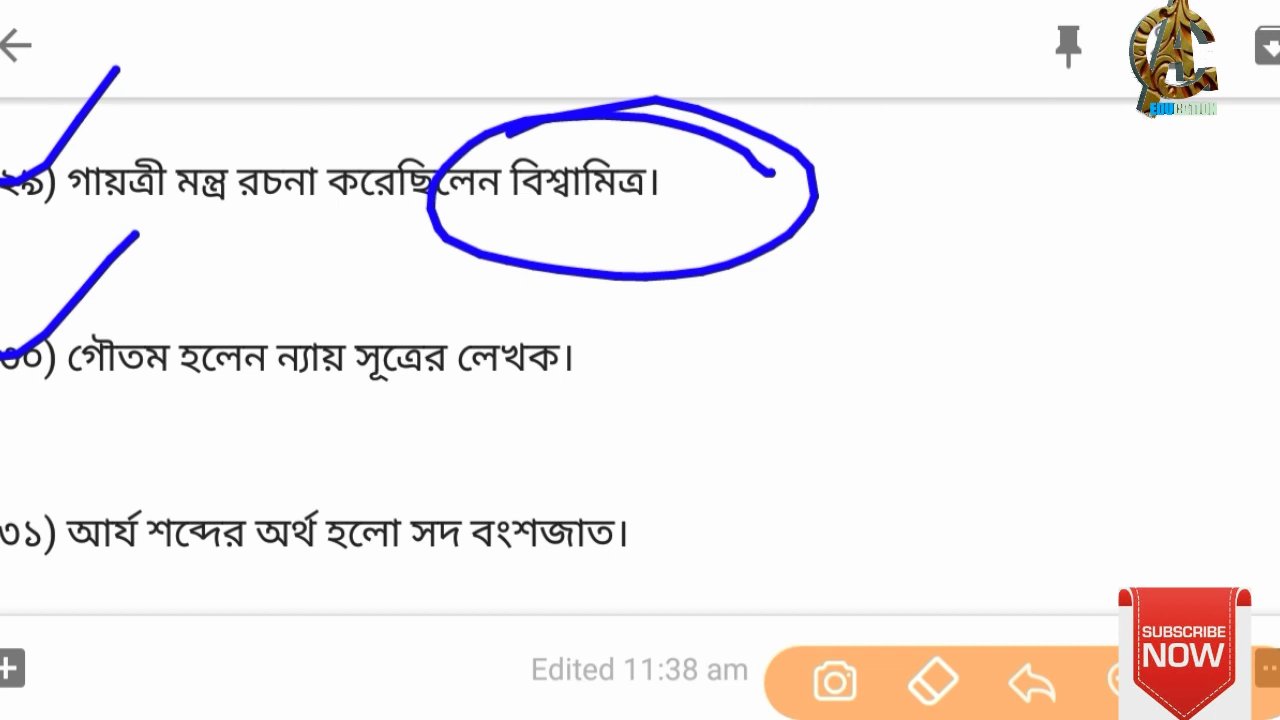 ২৯) গায়ত্রী মন্ত্র রচনা করেছিলেন বিশ্বামিত্র।
৩০) গৌতম হলেন ন্যায় সূত্রের লেখক।
৩১) আর্য শব্দের অর্থ হলো সদ বংশজাত।
Edited 11:38 am
EDUCATION
SUBSCRIBE
NOW